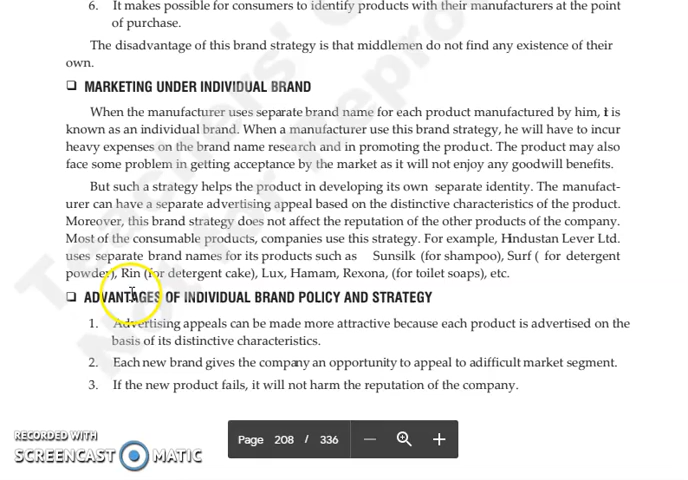 6. It makes possible for consumers to identify products with their manufacturers at the point
of purchase.
The disadvantage of this brand strategy is that middlemen do not find any existence of their
own.
❑ MARKETING UNDER INDIVIDUAL BRAND
When the manufacturer uses separate brand name for each product manufactured by him, it is
known as an individual brand. When a manufacturer use this brand strategy, he will have to incur
heavy expenses on the brand name research and in promoting the product. The product may also
face some problem in getting acceptance by the market as it will not enjoy any goodwill benefits.
But such a strategy helps the product in developing its own separate identity. The manufact-
urer can have a separate advertising appeal based on the distinctive characteristics of the product.
Moreover, this brand strategy does not affect the reputation of the other products of the company.
Most of the consumable products, companies use this strategy. For example, Hindustan Lever Ltd.
uses separate brand names for its products such as Sunsilk (for shampoo), Surf ( for detergent
powder), Rin (for detergent cake), Lux, Hamam, Rexona, (for toilet soaps), etc.
❑ ADVANTAGES OF INDIVIDUAL BRAND POLICY AND STRATEGY
1. Advertising appeals can be made more attractive because each product is advertised on the
basis of its distinctive characteristics.
2. Each new brand gives the company an opportunity to appeal to adifficult market segment.
3. If the new product fails, it will not harm the reputation of the company.
Page 208 / 336
RECORDED WITH
SCREENCAST MATIC